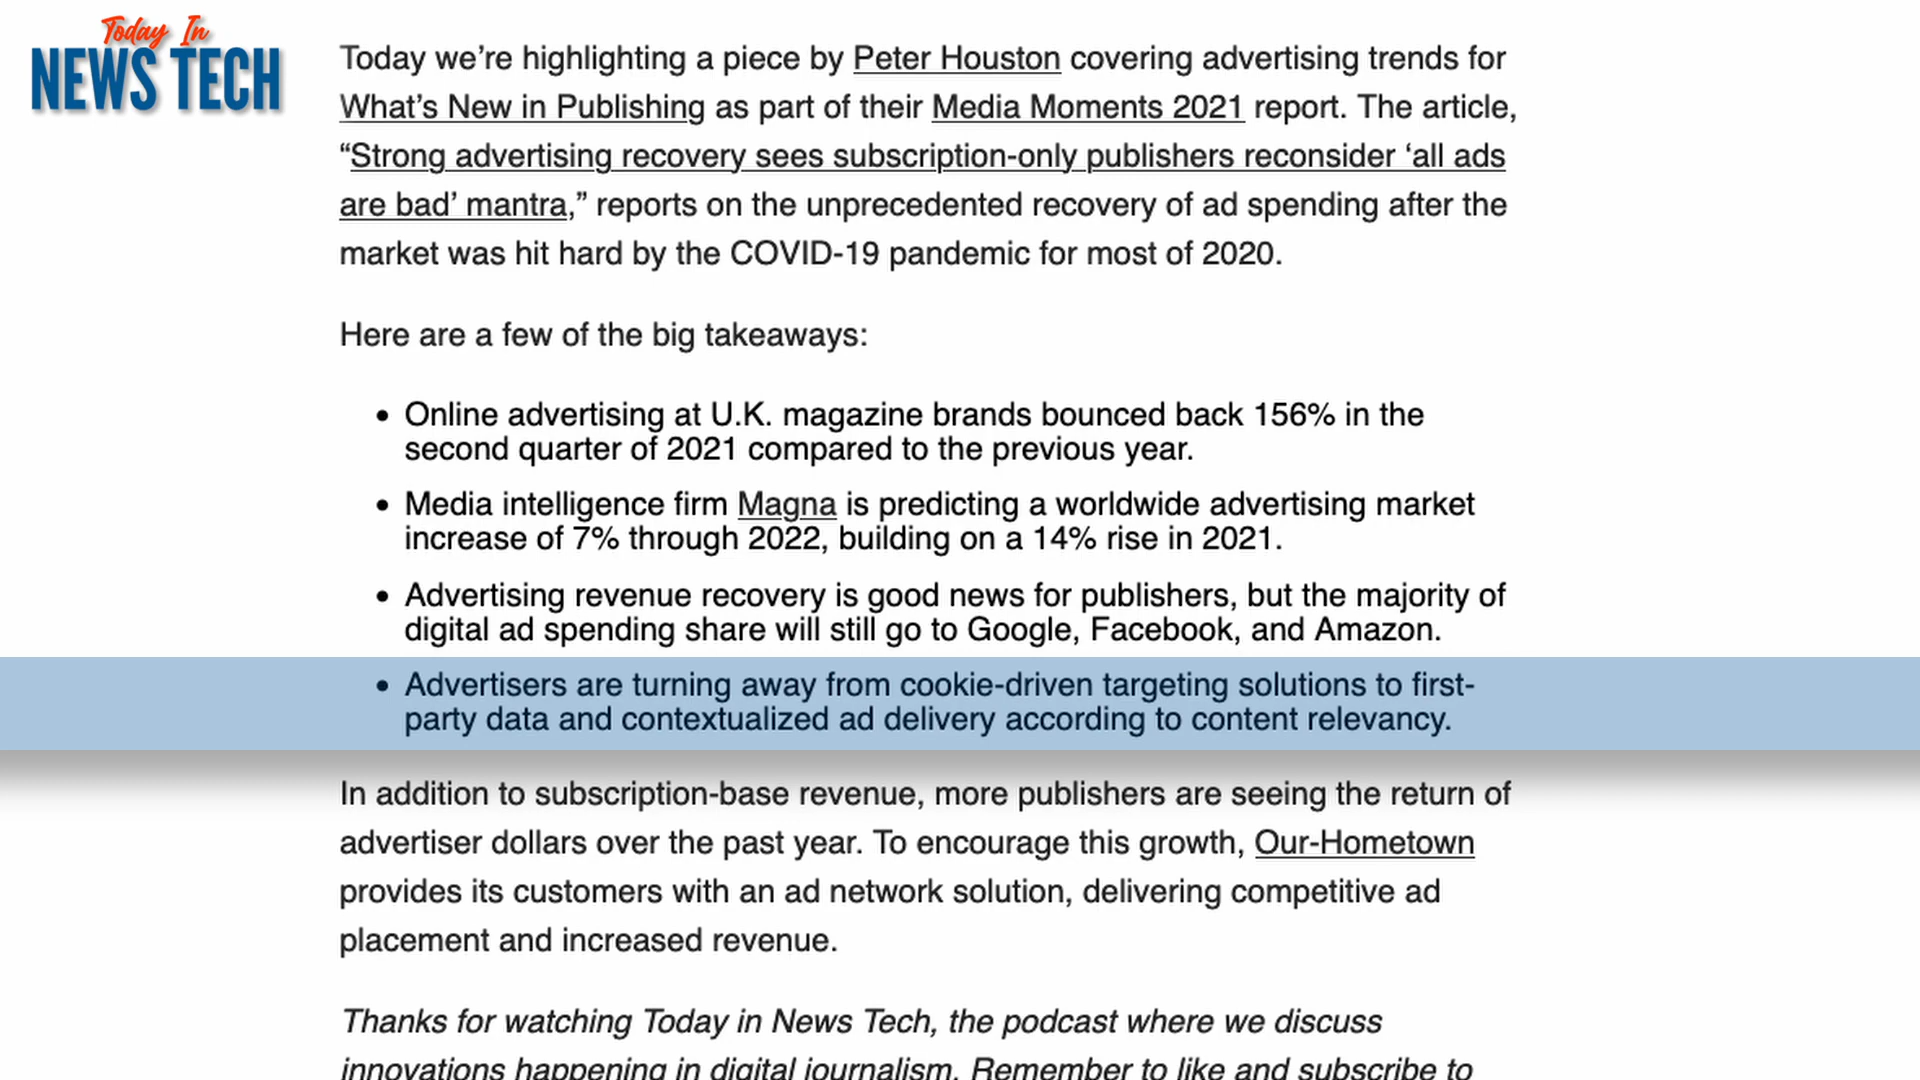 Today In
NEWS TECH
Today we’re highlighting a piece by Peter Houston covering advertising trends for
What’s New in Publishing as part of their Media Moments 2021 report. The article,
“Strong advertising recovery sees subscription-only publishers reconsider ‘all ads
are bad’ mantra,” reports on the unprecedented recovery of ad spending after the
market was hit hard by the COVID-19 pandemic for most of 2020.
Here are a few of the big takeaways:
• Online advertising at U.K. magazine brands bounced back 156% in the
second quarter of 2021 compared to the previous year.
• Media intelligence firm Magna is predicting a worldwide advertising market
increase of 7% through 2022, building on a 14% rise in 2021.
• Advertising revenue recovery is good news for publishers, but the majority of
digital ad spending share will still go to Google, Facebook, and Amazon.
• Advertisers are turning away from cookie-driven targeting solutions to first-
party data and contextualized ad delivery according to content relevancy.
In addition to subscription-base revenue, more publishers are seeing the return of
advertiser dollars over the past year. To encourage this growth, Our-Hometown
provides its customers with an ad network solution, delivering competitive ad
placement and increased revenue.
Thanks for watching Today in News Tech, the podcast where we discuss
innovations happening in digital journalism. Remember to like and subscribe to